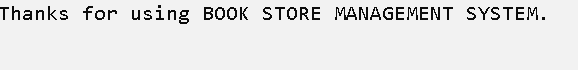 Thanks for using BOOK STORE MANAGEMENT SYSTEM.